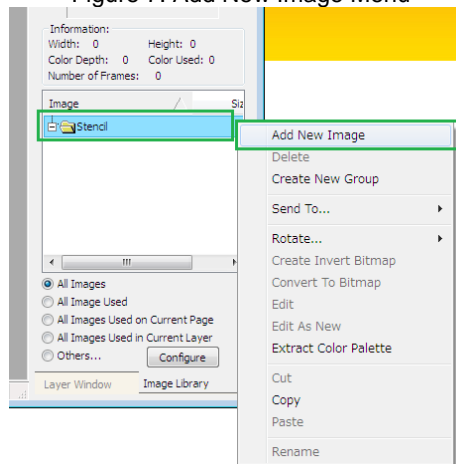 Information:
Width: 0 Height: 0
Color Depth: 0 Color Used: 0
Number of Frames: 0
Image
Stencil
All Images
All Image Used
All Images Used on Current Page
All Images Used in Current Layer
Others... Configure
Layer Window Image Library
Add New Image
Delete
Create New Group
Send To...
Rotate...
Create Invert Bitmap
Convert To Bitmap
Edit
Edit As New
Extract Color Palette
Cut
Copy
Paste
Rename